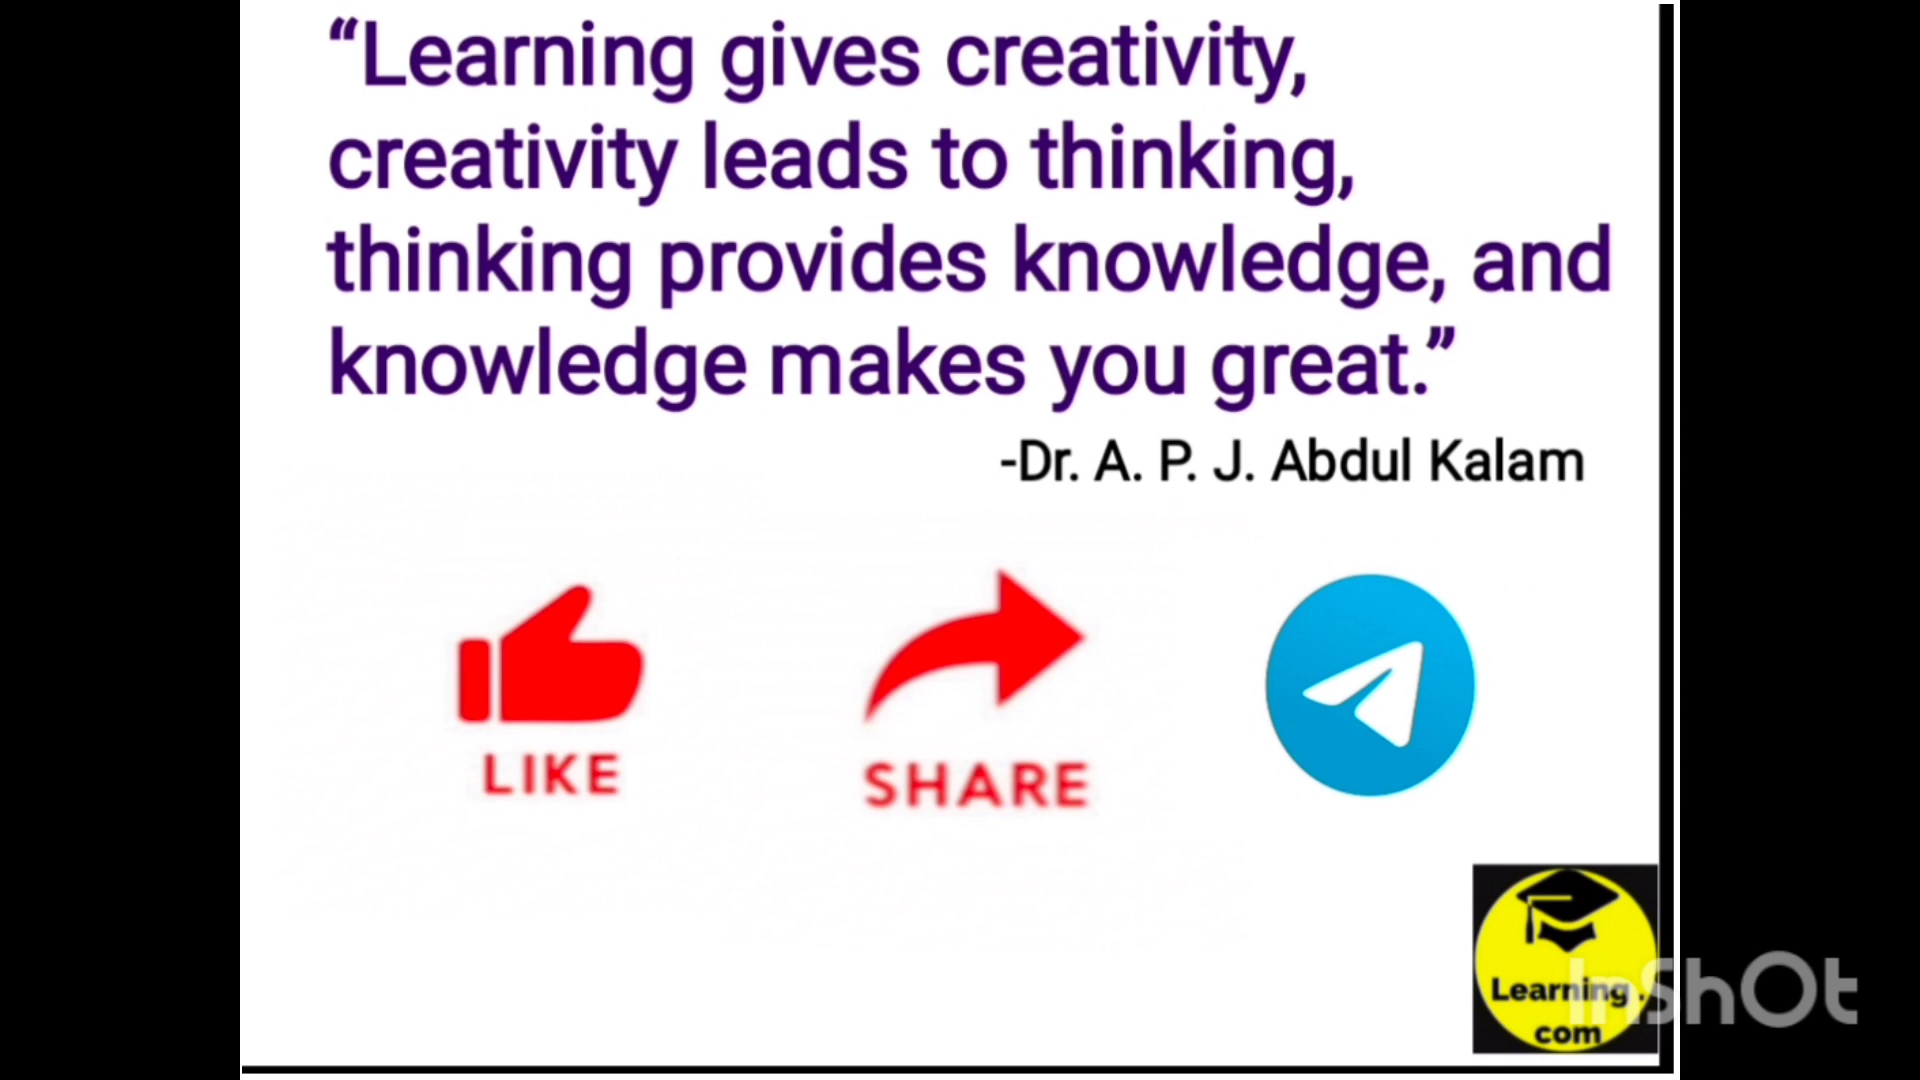 “Learning gives creativity,
creativity leads to thinking,
thinking provides knowledge, and
knowledge makes you great.”
-Dr. A. P. J. Abdul Kalam
LIKE
SHARE
Learning .
com
InShOt